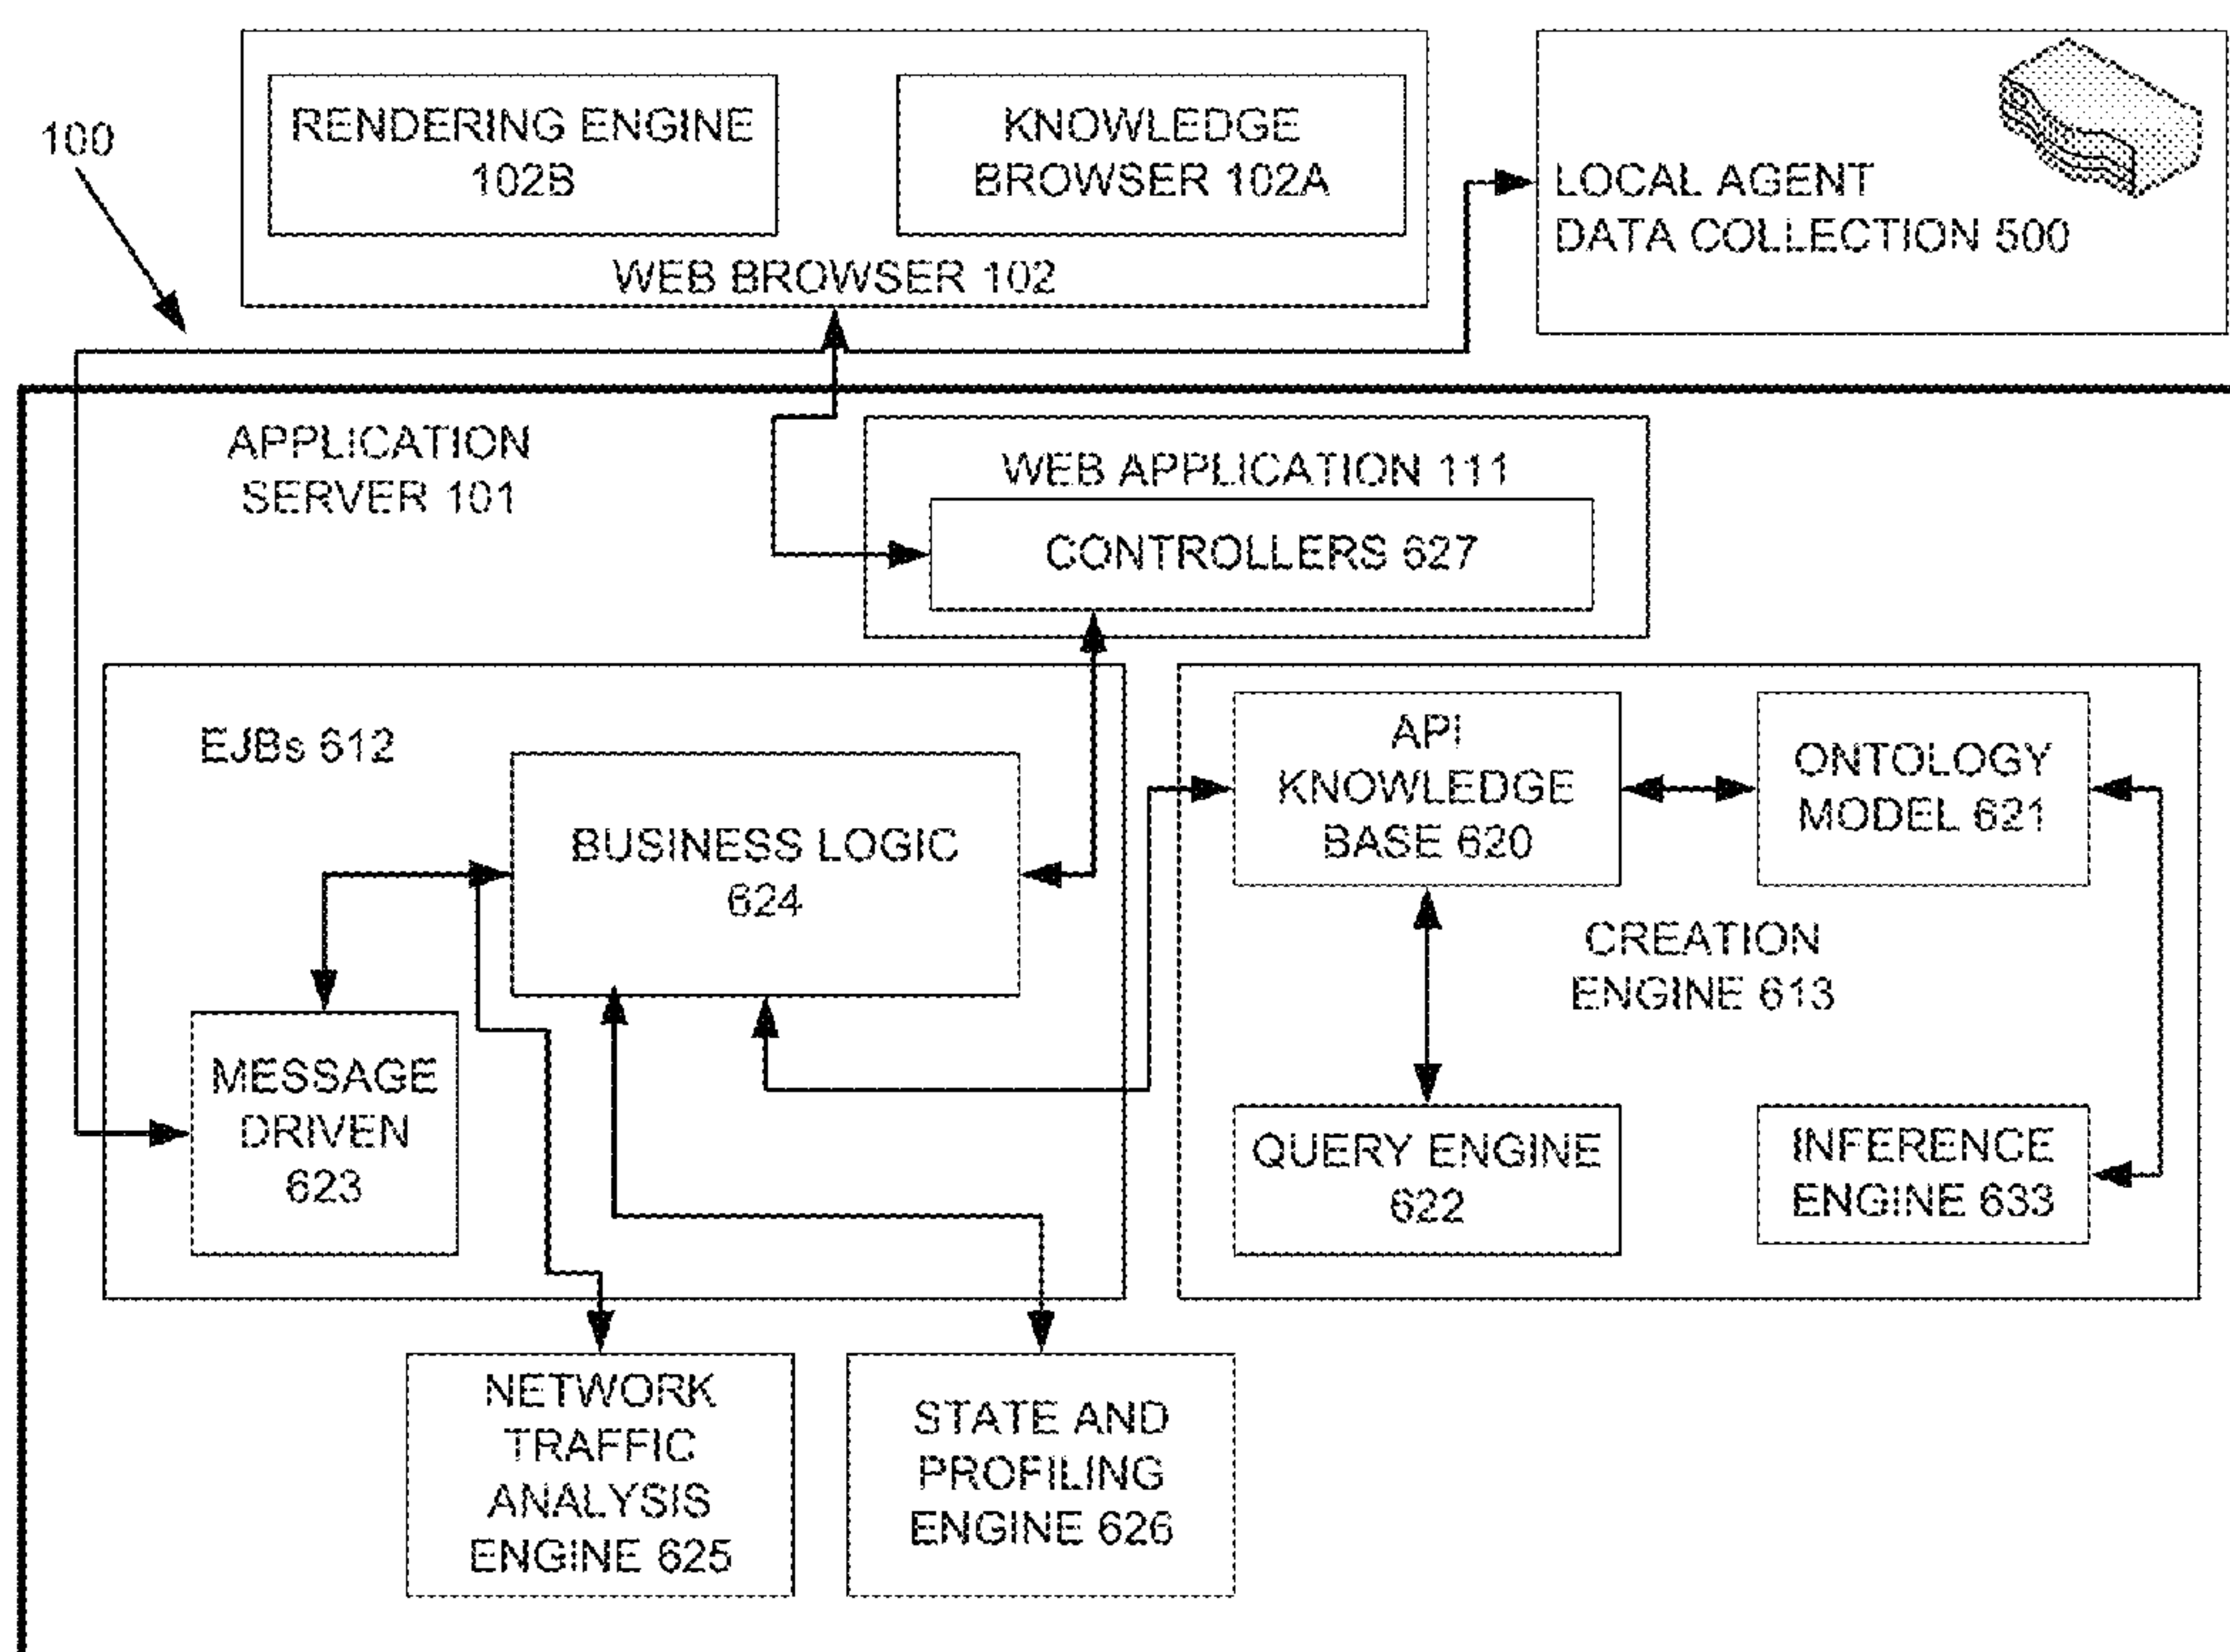 100
RENDERING ENGINE
102B
KNOWLEDGE
BROWSER 102A
WEB BROWSER 102
LOCAL AGENT
DATA COLLECTION 500
APPLICATION
SERVER 101
WEB APPLICATION 111
CONTROLLERS 627
EJBs 612
BUSINESS LOGIC
624
MESSAGE
DRIVEN
623
API
KNOWLEDGE
BASE 620
ONTOLOGY
MODEL 621
CREATION
ENGINE 613
QUERY ENGINE
622
INFERENCE
ENGINE 633
NETWORK
TRAFFIC
ANALYSIS
ENGINE 625
STATE AND
PROFILING
ENGINE 626